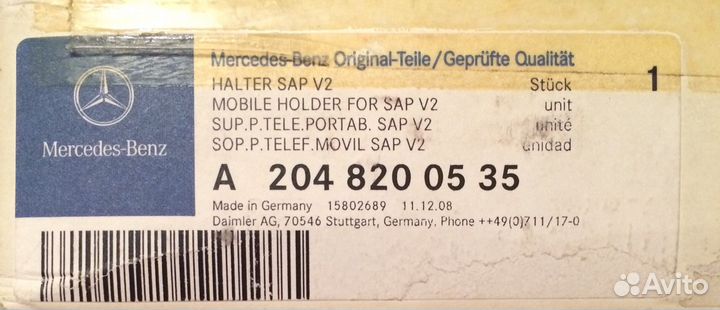 Mercedes-Benz Original-Teile/Geprüfte Qualität
HALTER SAP V2 Stück 1
MOBILE HOLDER FOR SAP V2 unit
SUP.P.TELE.PORTAB. SAP V2 unité
SOP.P.TELEF.MOVIL SAP V2 unidad
Mercedes-Benz
A 204 820 05 35
Made in Germany 15802689 11.12.08
Daimler AG, 70546 Stuttgart, Germany, Phone ++49(0)711/17-0
Avito